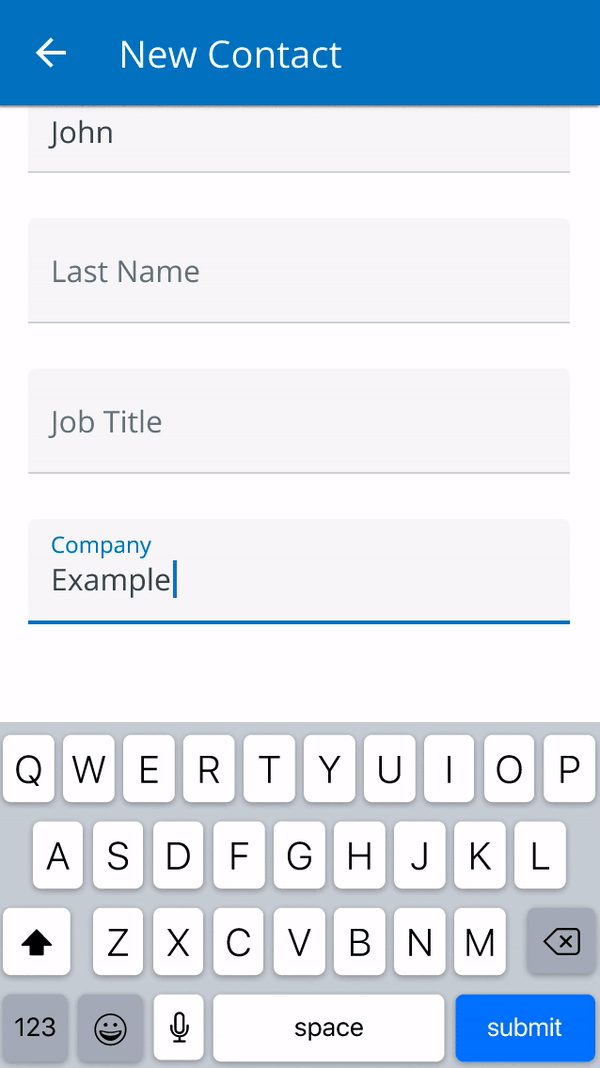 New Contact
John
Last Name
Job Title
Company
Example
Q W E R T Y U I O P
A S D F G H J K L
Z X C V B N M
123 space submit